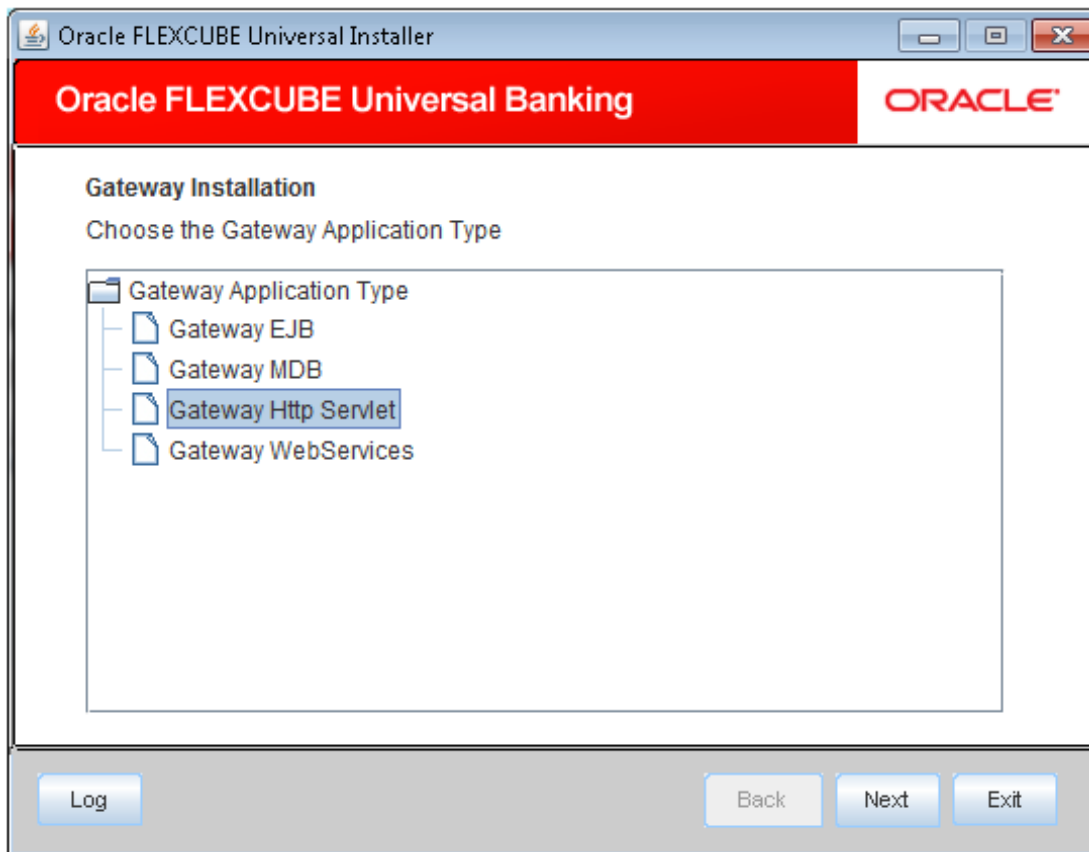 Oracle FLEXCUBE Universal Installer
Oracle FLEXCUBE Universal Banking
ORACLE
Gateway Installation
Choose the Gateway Application Type
Gateway Application Type
Gateway EJB
Gateway MDB
Gateway Http Servlet
Gateway WebServices
Log Back Next Exit